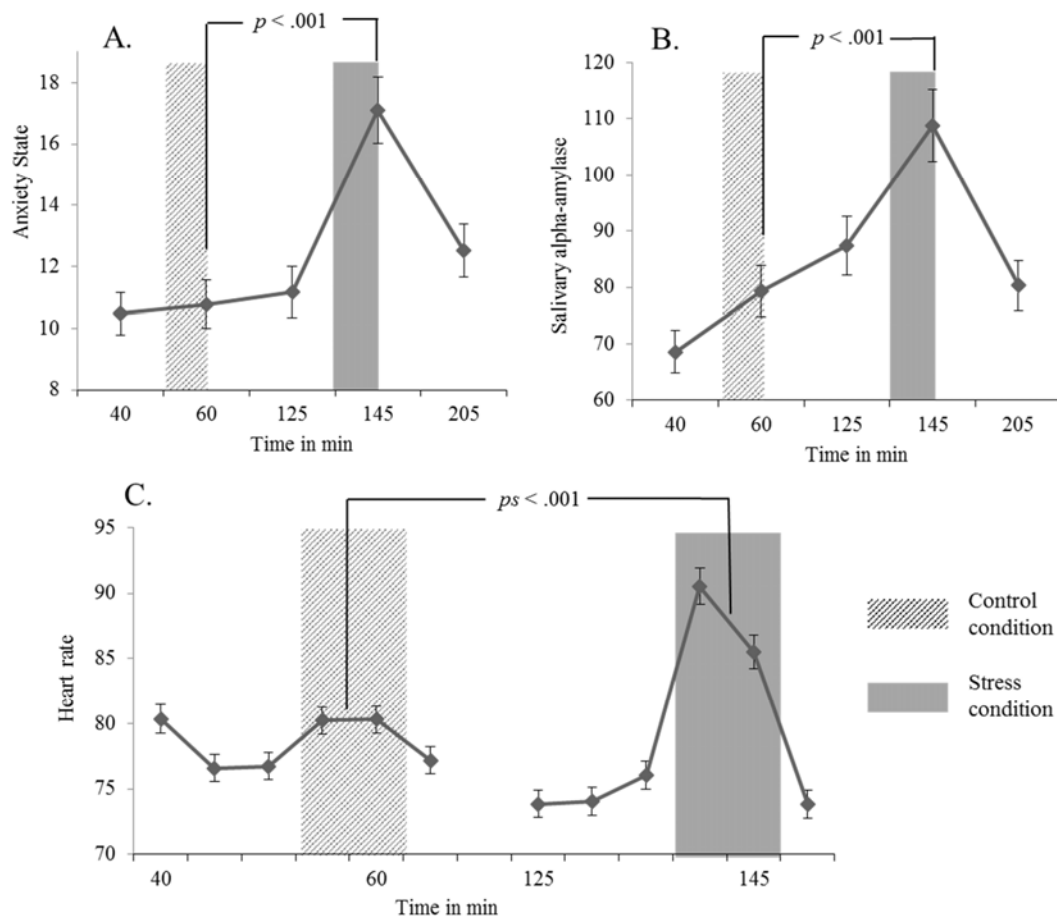 A.
p < .001
18
16
14
12
10
8
Anxiety State
40 60 125 145 205
Time in min
B.
p < .001
120
110
100
90
80
70
60
Salivary alpha-amylase
40 60 125 145 205
Time in min
C.
ps < .001
95
90
85
80
75
70
Heart rate
40 60 125 145
Time in min
Control
condition
Stress
condition